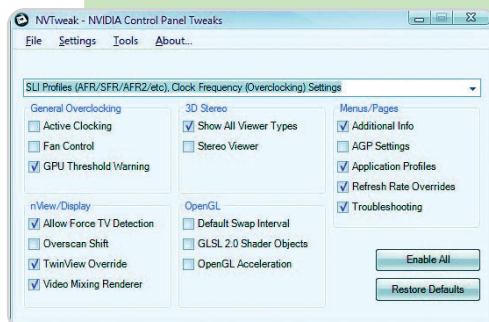 NVTweak - NVIDIA Control Panel Tweaks
File Settings Tools About...
SLI Profiles (AFR/SFR/AFR2/etc), Clock Frequency (Overclocking) Settings
General Overclocking
Active Clocking
Fan Control
GPU Threshold Warning
3D Stereo
Show All Viewer Types
Stereo Viewer
Menus/Pages
Additional Info
AGP Settings
Application Profiles
Refresh Rate Overrides
Troubleshooting
nView/Display
Allow Force TV Detection
Overscan Shift
TwinView Override
Video Mixing Renderer
OpenGL
Default Swap Interval
GLSL 2.0 Shader Objects
OpenGL Acceleration
Enable All
Restore Defaults